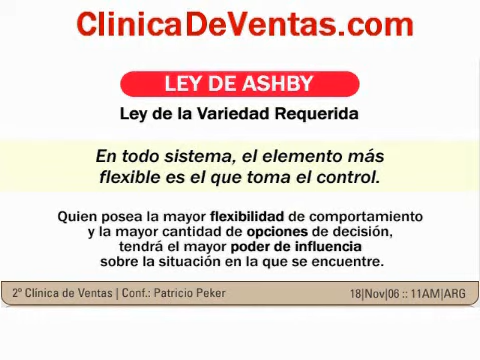 ClinicaDeVentas.com
LEY DE ASHBY
Ley de la Variedad Requerida
En todo sistema, el elemento más
flexible es el que toma el control.
Quien posea la mayor flexibilidad de comportamiento
y la mayor cantidad de opciones de decisión,
tendrá el mayor poder de influencia
sobre la situación en la que se encuentre.
2º Clínica de Ventas | Conf.: Patricio Peker
18|Nov|06 :: 11AM|ARG